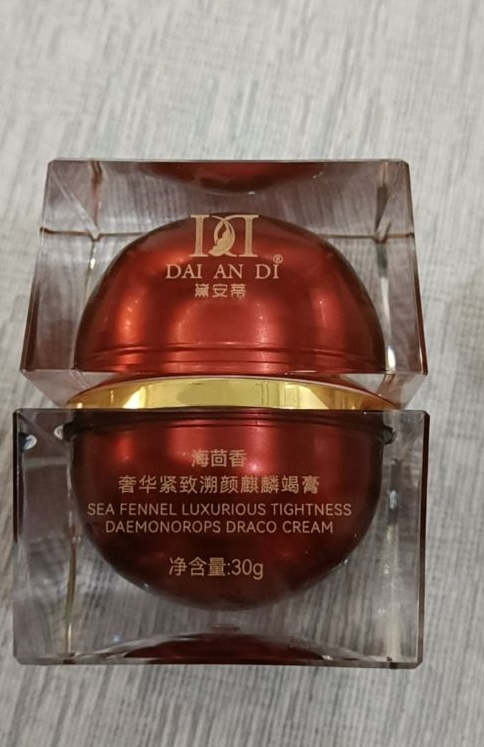 DAI AN DI®
黛安蒂
海茴香
奢华紧致溯颜麒麟竭膏
SEA FENNEL LUXURIOUS TIGHTNESS
DAEMONOROPS DRACO CREAM
净含量:30g